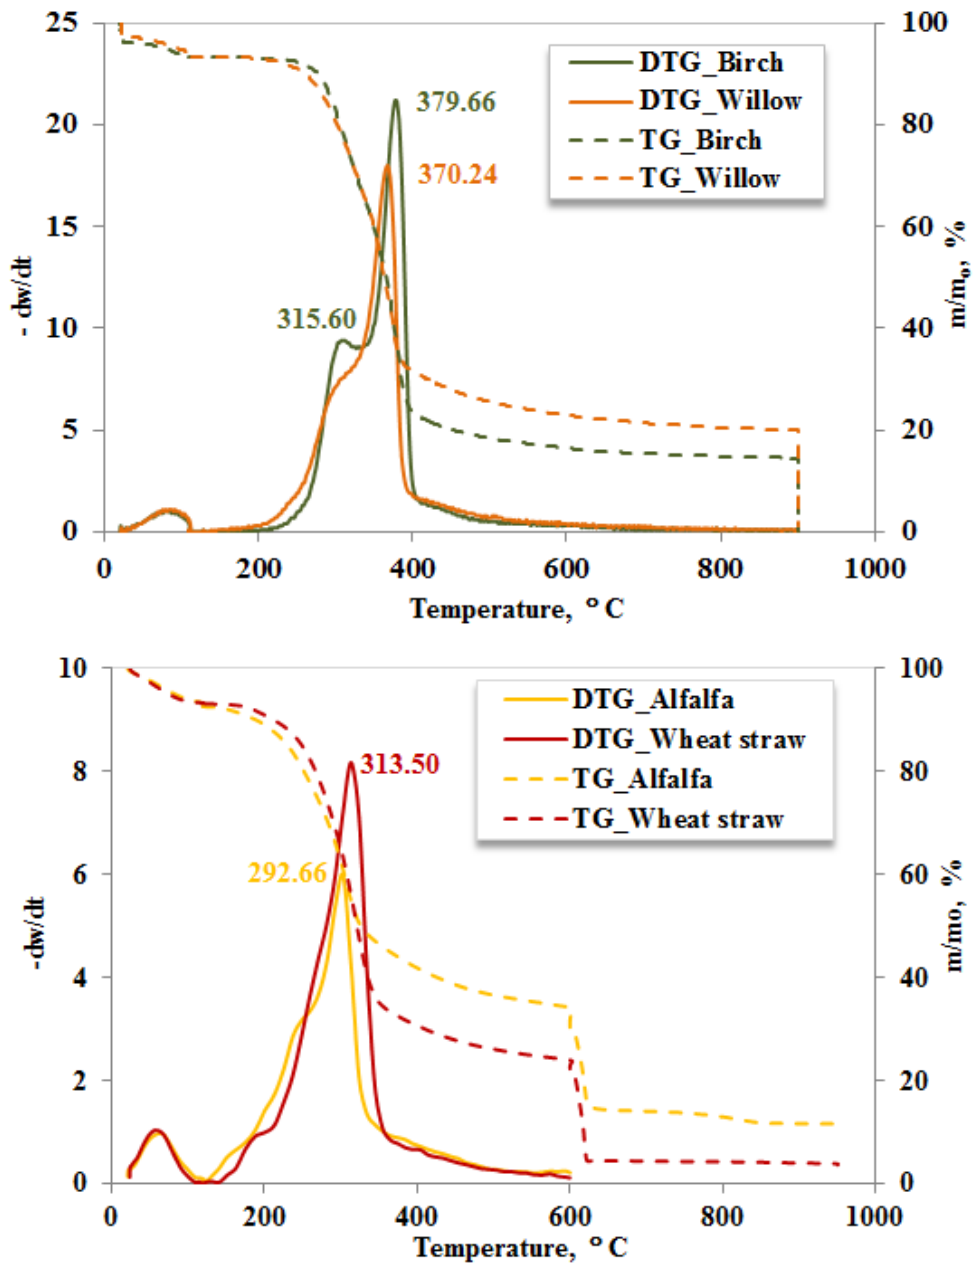 25
100
DTG_Birch
DTG_Willow
TG_Birch
TG_Willow
379.66
20
80
370.24
15
60
- dw/dt
m/mo, %
315.60
10
40
5
20
0
0
0
200
400
600
800
1000
Temperature, ° C
10
100
DTG_Alfalfa
DTG_Wheat straw
TG_Alfalfa
TG_Wheat straw
313.50
8
80
292.66
6
60
-dw/dt
m/mo, %
4
40
2
20
0
0
0
200
400
600
800
1000
Temperature, ° C